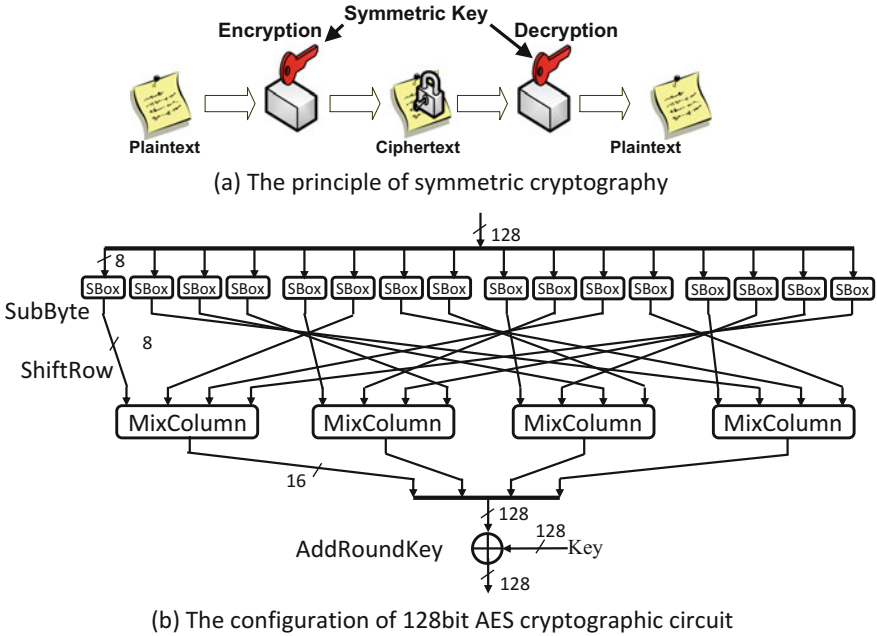 Symmetric Key
Encryption
Decryption
Plaintext
Ciphertext
Plaintext
(a) The principle of symmetric cryptography
128
8
SBox SBox SBox SBox SBox SBox SBox SBox SBox SBox SBox SBox SBox SBox SBox SBox
SubByte
8
ShiftRow
MixColumn MixColumn MixColumn MixColumn
16
128
128
AddRoundKey
Key
128
(b) The configuration of 128bit AES cryptographic circuit